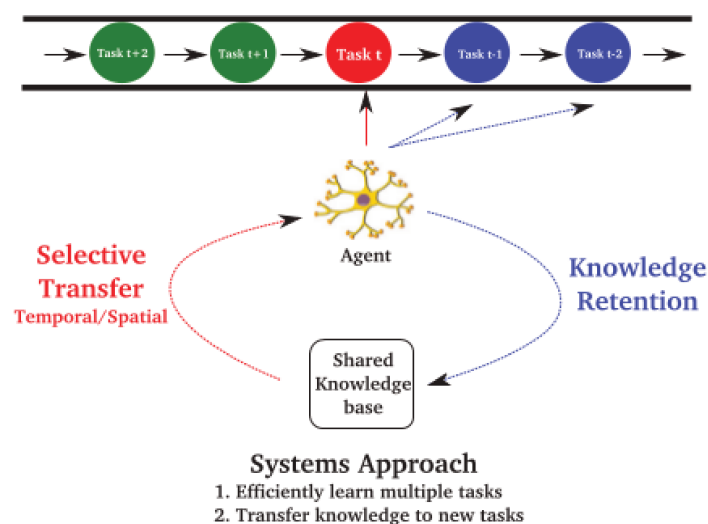 Task t+2
Task t+1
Task t
Task t-1
Task t-2
Agent
Selective
Transfer
Temporal/Spatial
Knowledge
Retention
Shared
Knowledge
base
Systems Approach
1. Efficiently learn multiple tasks
2. Transfer knowledge to new tasks